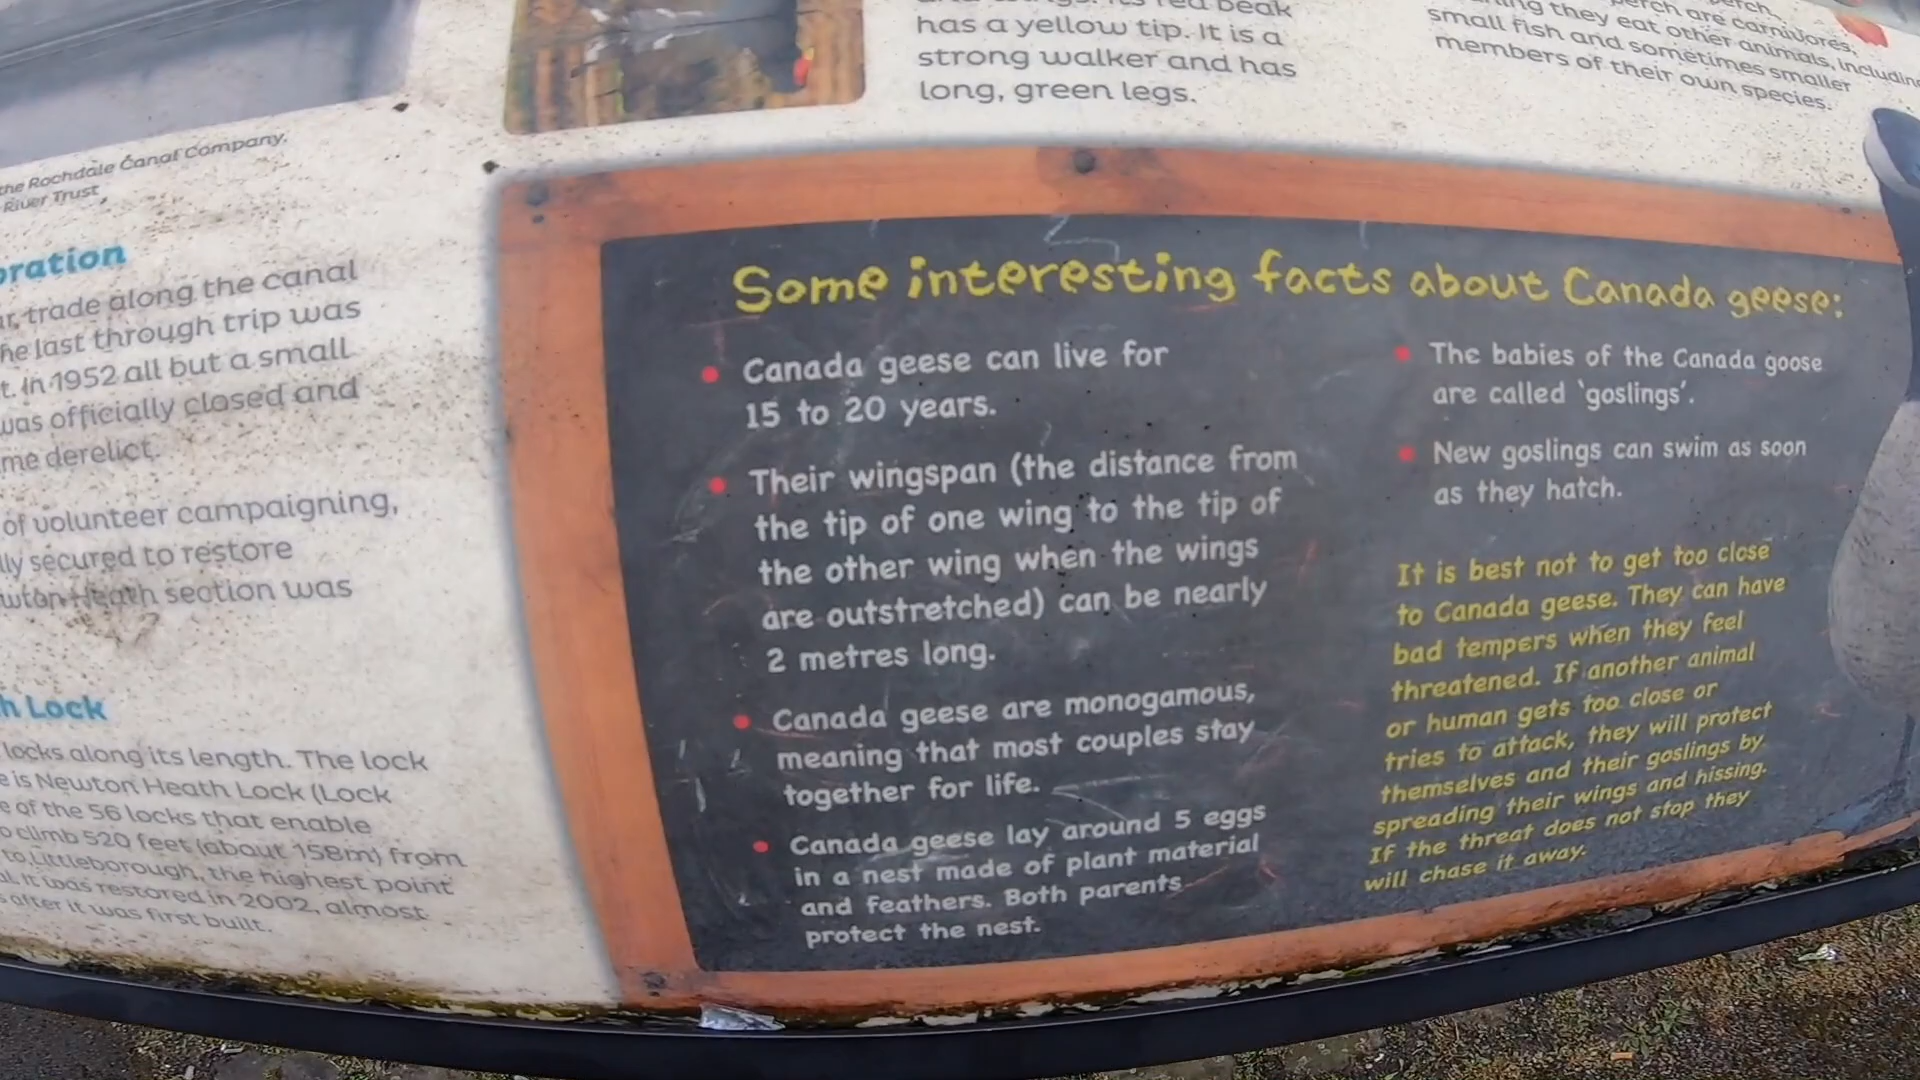 has a yellow tip. It is a
strong walker and has
long, green legs.
perch are carnivores,
they eat other animals, including
small fish and sometimes smaller
members of their own species.
the Rochdale Canal Company,
River Trust
trade along the canal
last through trip was
In 1952 all but a small
was officially closed and
derelict.
of volunteer campaigning,
secured to restore
Heath section was
Lock
locks along its length. The lock
is Newton Heath Lock (Lock
of the 56 locks that enable
climb 520 feet (about 158m) from
to Littleborough, the highest point
It was restored in 2002, almost
after it was first built.
Some interesting facts about Canada geese:
Canada geese can live for
15 to 20 years.
Their wingspan (the distance from
the tip of one wing to the tip of
the other wing when the wings
are outstretched) can be nearly
2 metres long.
Canada geese are monogamous,
meaning that most couples stay
together for life.
Canada geese lay around 5 eggs
in a nest made of plant material
and feathers. Both parents
protect the nest.
The babies of the Canada goose
are called 'goslings'.
New goslings can swim as soon
as they hatch.
It is best not to get too close
to Canada geese. They can have
bad tempers when they feel
threatened. If another animal
or human gets too close or
tries to attack, they will protect
themselves and their goslings by
spreading their wings and hissing.
If the threat does not stop they
will chase it away.